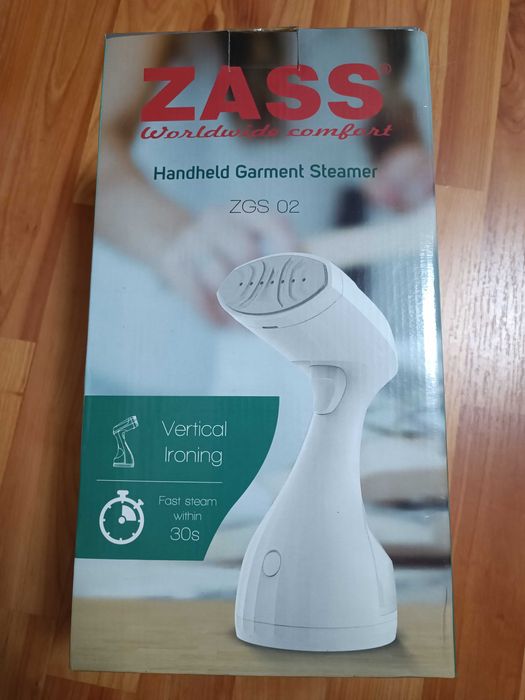 ZASS®
Worldwide comfort
Handheld Garment Steamer
ZGS 02
Vertical
Ironing
Fast steam
within
30s